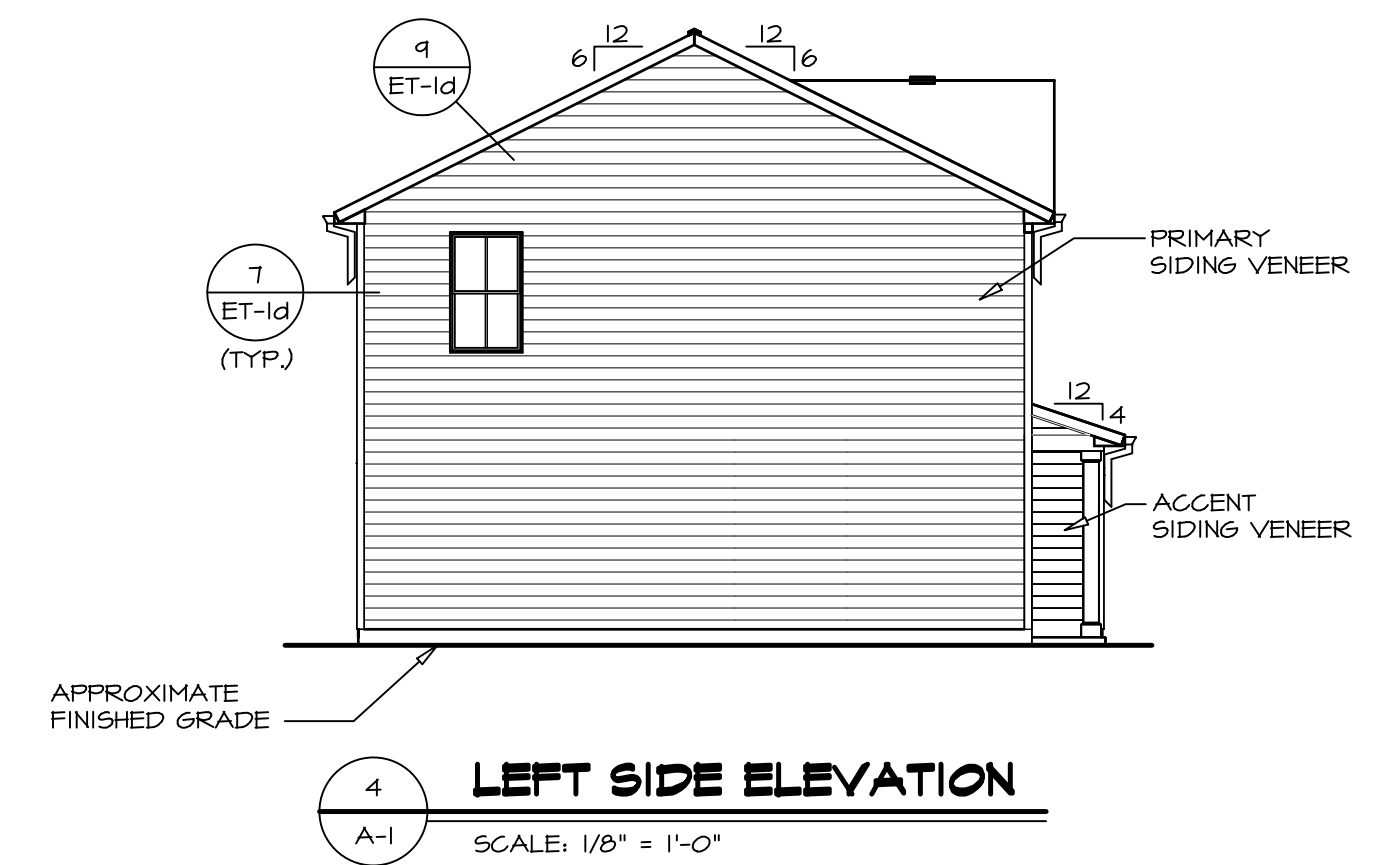 9
ET-1d
12
6
12
6
7
ET-1d
(TYP.)
PRIMARY
SIDING VENEER
12
4
ACCENT
SIDING VENEER
APPROXIMATE
FINISHED GRADE
4
A-1
LEFT SIDE ELEVATION
SCALE: 1/8" = 1'-0"